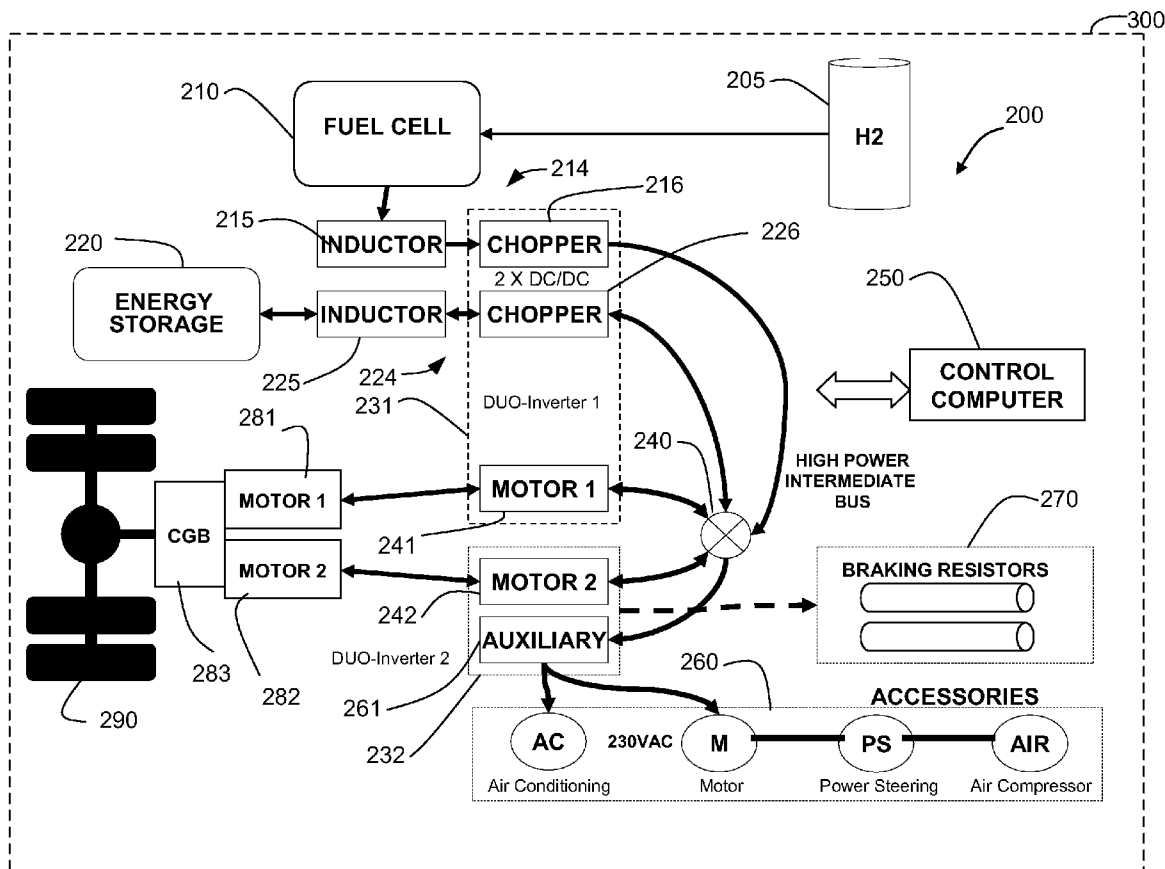 300
205
210
FUEL CELL
H2
200
214
216
215
INDUCTOR
CHOPPER
226
220
2 X DC/DC
250
ENERGY
STORAGE
INDUCTOR
CHOPPER
CONTROL
COMPUTER
225
224
231
DUO-Inverter 1
281
240
HIGH POWER
INTERMEDIATE
BUS
MOTOR 1
MOTOR 1
270
CGB
241
MOTOR 2
MOTOR 2
BRAKING RESISTORS
242
AUXILIARY
DUO-Inverter 2
283
282
261
260
290
232
ACCESSORIES
AC
230VAC
M
PS
AIR
Air Conditioning
Motor
Power Steering
Air Compressor